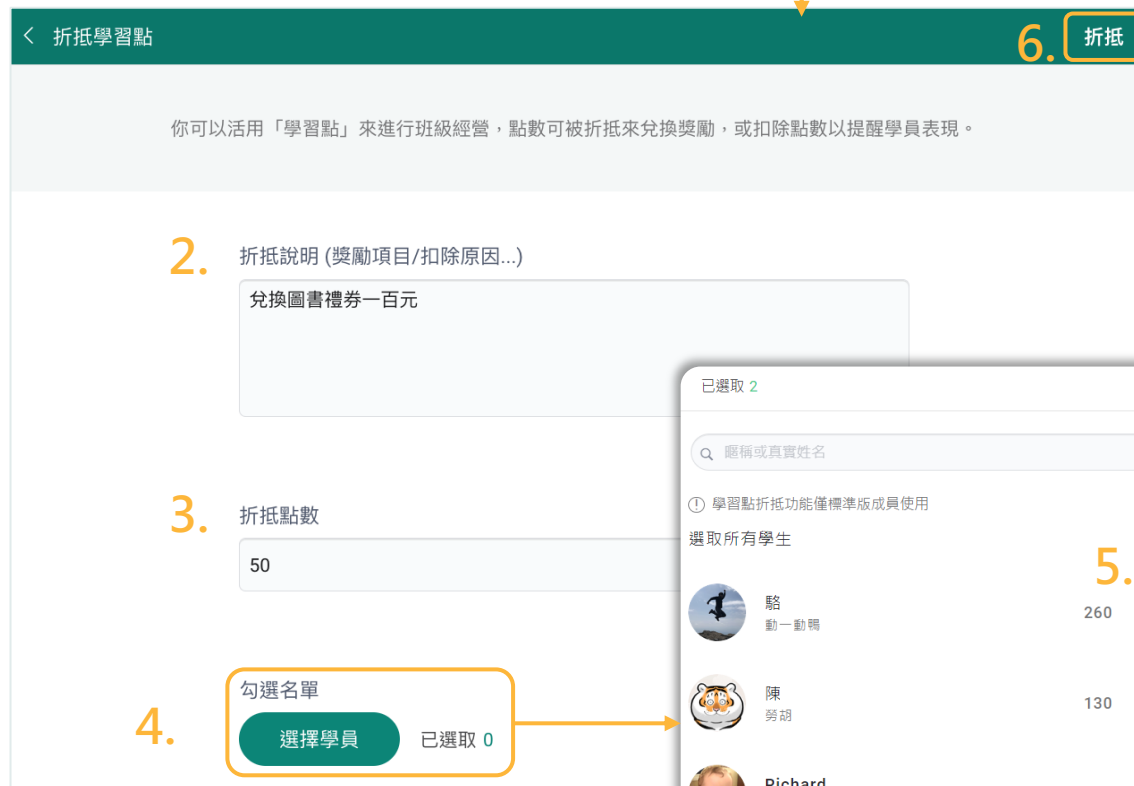 折抵學習點
6.
折抵
你可以活用「學習點」來進行班級經營，點數可被折抵來兌換獎勵，或扣除點數以提醒學員表現。
2.
折抵說明 (獎勵項目/扣除原因...)
兌換圖書禮券一百元
3.
折抵點數
50
4.
勾選名單
選擇學員
已選取 0
已選取 2
暱稱或真實姓名
學習點折抵功能僅標準版成員使用
選取所有學生
5.
駱
動一動鴨
260
陳
勞胡
130
Richard